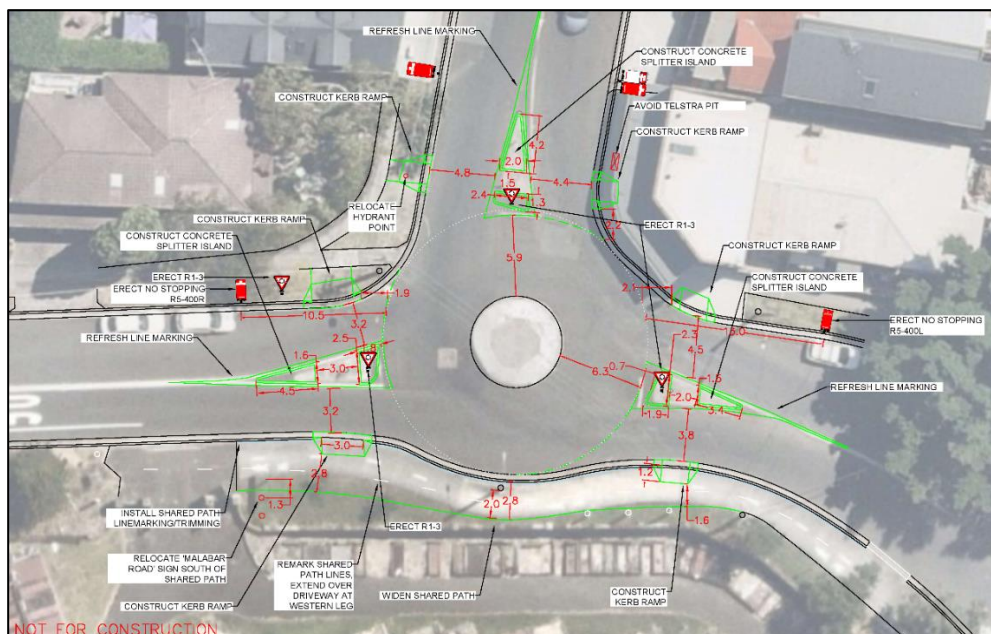 REFRESH LINE MARKING
CONSTRUCT CONCRETE
SPLITTER ISLAND
CONSTRUCT KERB RAMP
AVOID TELSTRA PIT
CONSTRUCT KERB RAMP
4.2
2.0
4.8
1.5
4.4
2.4
1.3
RELOCATE
HYDRANT
POINT
2.2
CONSTRUCT KERB RAMP
ERECT R1-3
CONSTRUCT CONCRETE
SPLITTER ISLAND
CONSTRUCT KERB RAMP
5.9
ERECT R1-3
ERECT NO STOPPING
R5-400R
CONSTRUCT CONCRETE
SPLITTER ISLAND
2.1
1.9
10.5
3.2
ERECT NO STOPPING
R5-400L
2.3
REFRESH LINE MARKING
2.5
1.6
3.0
4.5
6.3
0.7
4.5
1.5
REFRESH LINE MARKING
2.0
1.9
3.4
3.2
3.8
50
3.0
2.8
1.2
1.3
2.0
2.8
1.6
INSTALL SHARED PATH
LINEMARKING/TRIMMING
ERECT R1-3
RELOCATE 'MALABAR
ROAD' SIGN SOUTH OF
SHARED PATH
REMARK SHARED
PATH LINES,
EXTEND OVER
DRIVEWAY AT
WESTERN LEG
WIDEN SHARED PATH
CONSTRUCT
KERB RAMP
CONSTRUCT KERB RAMP
NOT FOR CONSTRUCTION